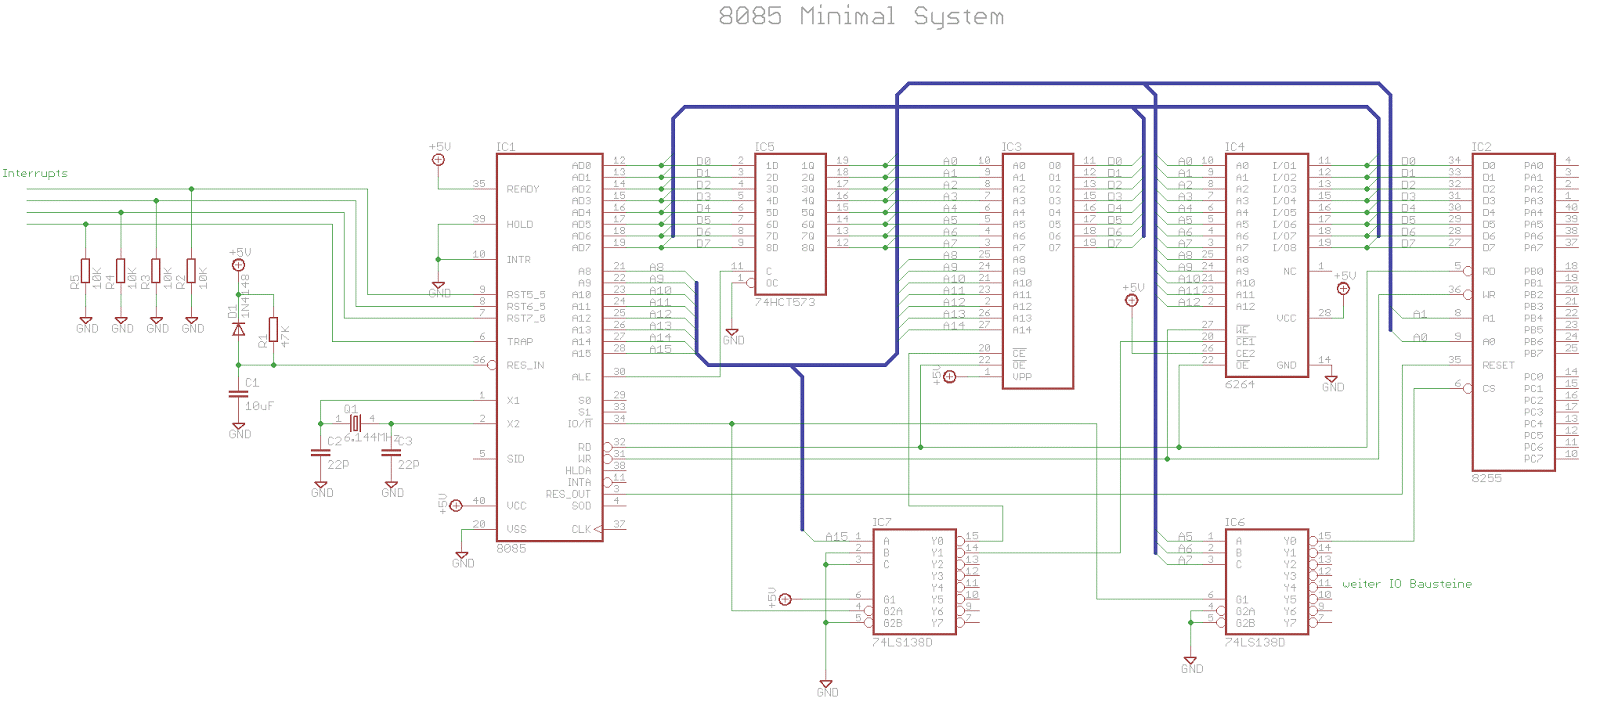 8085 Minimal System
Interrupts
R5 10K
R4 10K
R3 10K
R2 10K
GND GND GND GND
+5V
D1 1N4148
R1 47K
C1
10uF
GND
Q1
1 4
6.144MHz
C2
22P
GND
C3
22P
GND
+5V
GND
+5V
GND
IC1
35 READY
39 HOLD
10 INTR
9 RST5_5
8 RST6_5
7 RST7_5
6 TRAP
36 RES_IN
1 X1
2 X2
5 SID
40 VCC
20 VSS
AD0 12
AD1 13
AD2 14
AD3 15
AD4 16
AD5 17
AD6 18
AD7 19
A8 21 A8
A9 22 A9
A10 23 A10
A11 24 A11
A12 25 A12
A13 26 A13
A14 27 A14
A15 28 A15
ALE 30
S0 29
S1 33
IO/M 34
RD 32
WR 31
HLDA 38
INTA 11
RES_OUT 3
SOD 4
CLK 37
8085
IC5
D0 2 1D 1Q 19
D1 3 2D 2Q 18
D2 4 3D 3Q 17
D3 5 4D 4Q 16
D4 6 5D 5Q 15
D5 7 6D 6Q 14
D6 8 7D 7Q 13
D7 9 8D 8Q 12
11 C
1 OC
74HCT573
GND
IC3
A0 10 A0 O0 11 D0
A1 9 A1 O1 12 D1
A2 8 A2 O2 13 D2
A3 7 A3 O3 15 D3
A4 6 A4 O4 16 D4
A5 5 A5 O5 17 D5
A6 4 A6 O6 18 D6
A7 3 A7 O7 19 D7
A8 25 A8
A9 24 A9
A10 21 A10
A11 23 A11
A12 2 A12
A13 26 A13
A14 27 A14
20 CE
22 OE
1 VPP
+5V
+5V
IC4
A0 10 A0 I/O1 11
A1 9 A1 I/O2 12
A2 8 A2 I/O3 13
A3 7 A3 I/O4 15
A4 6 A4 I/O5 16
A5 5 A5 I/O6 17
A6 4 A6 I/O7 18
A7 3 A7 I/O8 19
A8 25 A8
A9 24 A9 NC 1
A10 21 A10
A11 23 A11
A12 2 A12
VCC 28
27 WE
20 CE1
26 CE2
22 OE GND 14
6264
+5V
GND
IC2
D0 34 D0 PA0 4
D1 33 D1 PA1 3
D2 32 D2 PA2 2
D3 31 D3 PA3 1
D4 30 D4 PA4 40
D5 29 D5 PA5 39
D6 28 D6 PA6 38
D7 27 D7 PA7 37
5 RD PB0 18
PB1 19
36 WR PB2 20
PB3 21
A1 8 A1 PB4 22
PB5 23
A0 9 A0 PB6 24
PB7 25
35 RESET
PC0 14
6 CS PC1 15
PC2 16
PC3 17
PC4 13
PC5 12
PC6 11
PC7 10
8255
IC7
A15 1 A Y0 15
2 B Y1 14
3 C Y2 13
Y3 12
Y4 11
6 G1 Y5 10
4 G2A Y6 9
5 G2B Y7 7
74LS138D
+5V
GND
IC6
A5 1 A Y0 15
A6 2 B Y1 14
A7 3 C Y2 13
Y3 12
Y4 11
6 G1 Y5 10
4 G2A Y6 9
5 G2B Y7 7
74LS138D
GND
weiter IO Bausteine